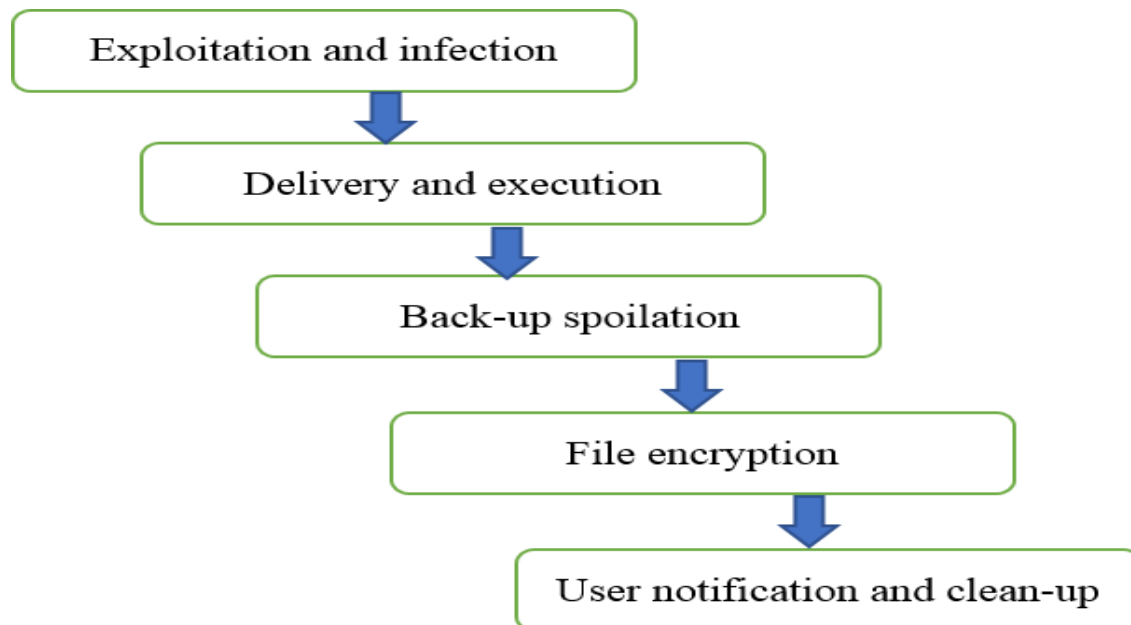 Exploitation and infection
Delivery and execution
Back-up spoilation
File encryption
User notification and clean-up